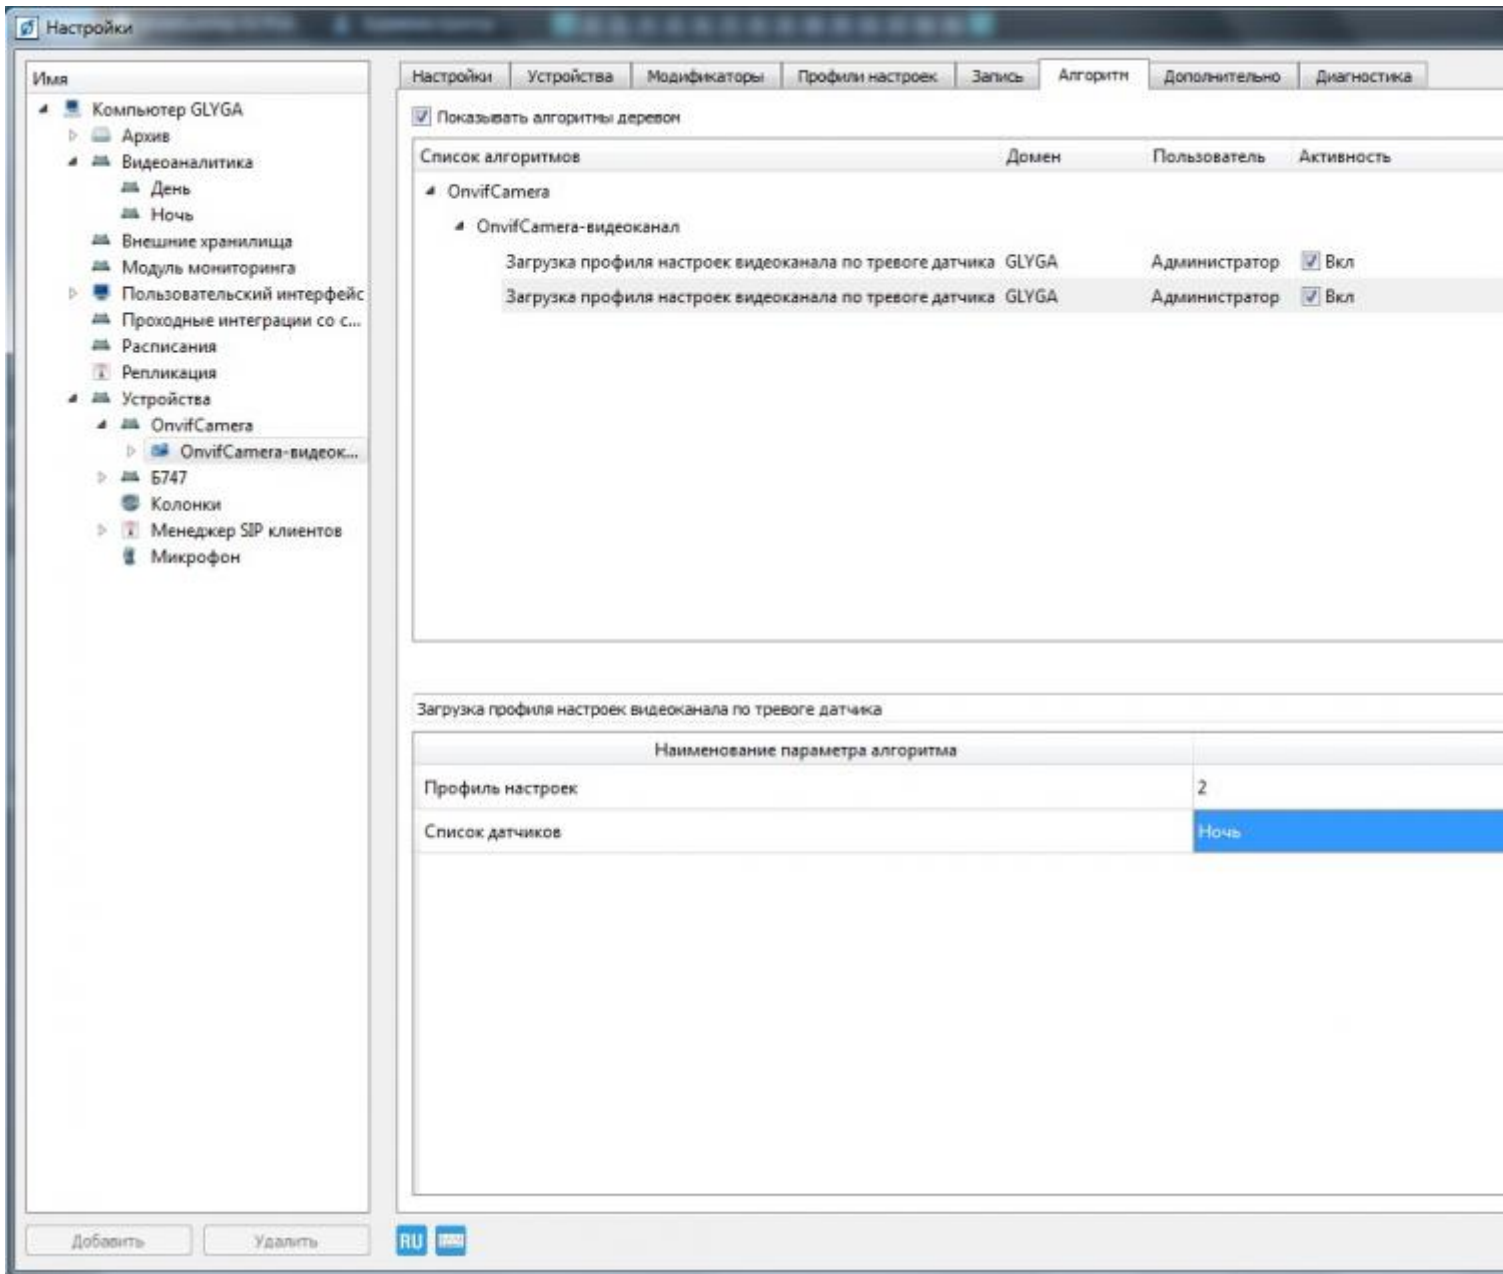 Настройки
Имя
Компьютер GLYGA
Архив
Видеоаналитика
День
Ночь
Внешние хранилища
Модуль мониторинга
Пользовательский интерфейс
Проходные интеграции со с...
Расписания
Репликация
Устройства
OnvifCamera
OnvifCamera-видеок...
Б747
Колонки
Менеджер SIP клиентов
Микрофон
Добавить Удалить
Настройки Устройства Модификаторы Профили настроек Запись Алгоритм Дополнительно Диагностика
Показывать алгоритмы деревом
Список алгоритмов Домен Пользователь Активность
OnvifCamera
OnvifCamera-видеоканал
Загрузка профиля настроек видеоканала по тревоге датчика GLYGA Администратор Вкл
Загрузка профиля настроек видеоканала по тревоге датчика GLYGA Администратор Вкл
Загрузка профиля настроек видеоканала по тревоге датчика
Наименование параметра алгоритма
Профиль настроек 2
Список датчиков Ночь
RU